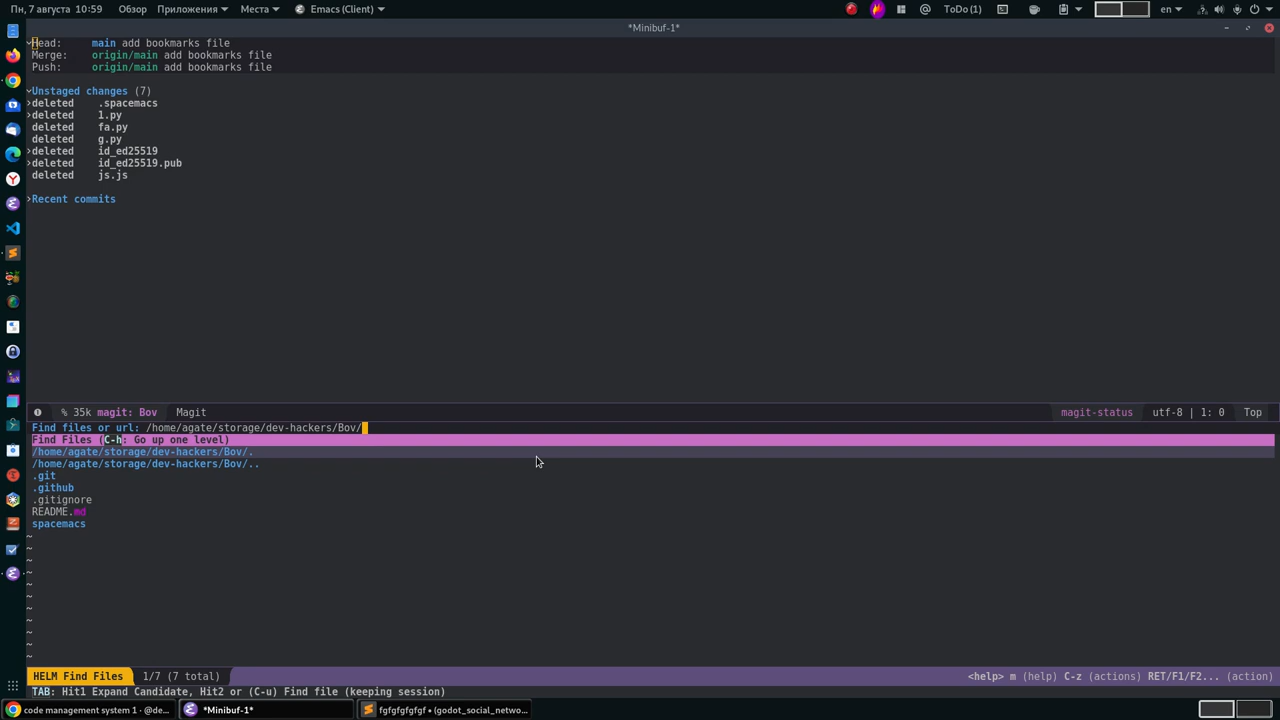 Пн, 7 августа 10:59 Обзор Приложения Места Emacs (Client) ToDo (1) en
*Minibuf-1*
Head: main add bookmarks file
Merge: origin/main add bookmarks file
Push: origin/main add bookmarks file
Unstaged changes (7)
deleted .spacemacs
deleted 1.py
deleted fa.py
deleted g.py
deleted id_ed25519
deleted id_ed25519.pub
deleted js.js
Recent commits
% 35k magit: Bov Magit magit-status utf-8 | 1: 0 Top
Find files or url: /home/agate/storage/dev-hackers/Bov/
Find Files (C-h: Go up one level)
/home/agate/storage/dev-hackers/Bov/.
/home/agate/storage/dev-hackers/Bov/..
.git
.github
.gitignore
README.md
spacemacs
~
~
~
~
~
~
~
~
~
~
~
HELM Find Files 1/7 (7 total) <help> m (help) C-z (actions) RET/F1/F2... (action)
TAB: Hit1 Expand Candidate, Hit2 or (C-u) Find file (keeping session)
code management system 1 · @de... *Minibuf-1* fgfgfgfgfgf • (godot_social_netwo...